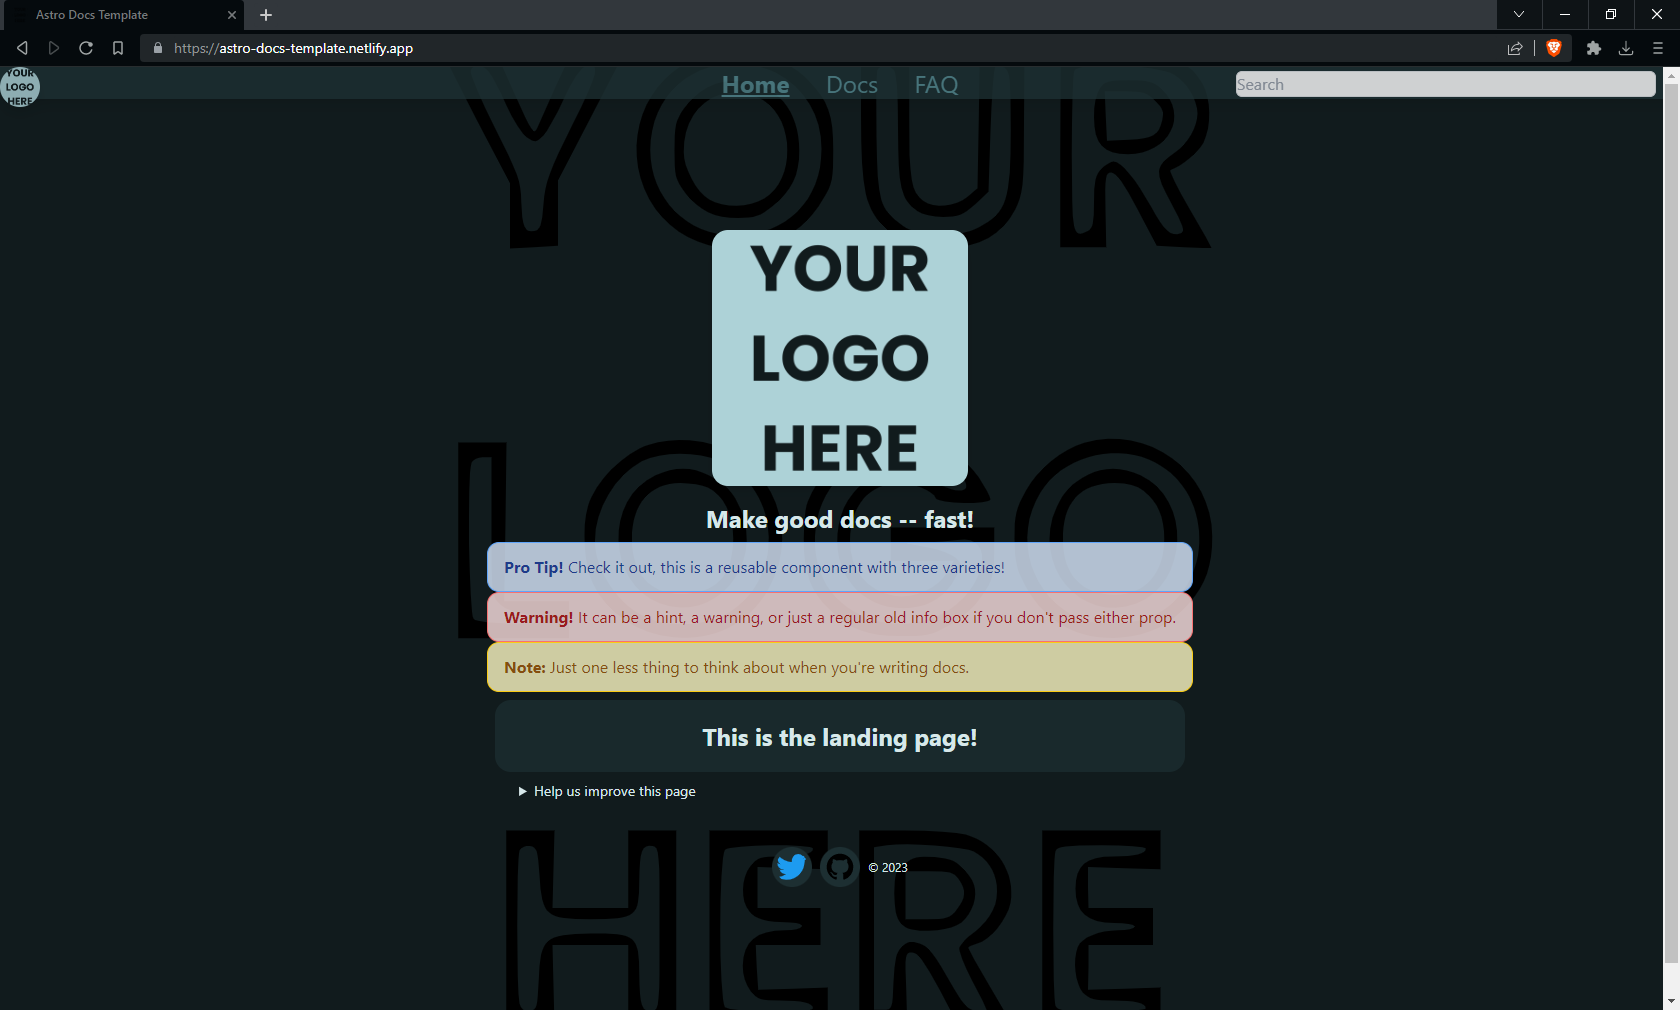 Astro Docs Template
https://astro-docs-template.netlify.app
YOUR
LOGO
HERE
Home Docs FAQ
Search
YOUR
LOGO
HERE
YOUR
LOGO
HERE
Make good docs -- fast!
Pro Tip! Check it out, this is a reusable component with three varieties!
Warning! It can be a hint, a warning, or just a regular old info box if you don't pass either prop.
Note: Just one less thing to think about when you're writing docs.
This is the landing page!
Help us improve this page
© 2023